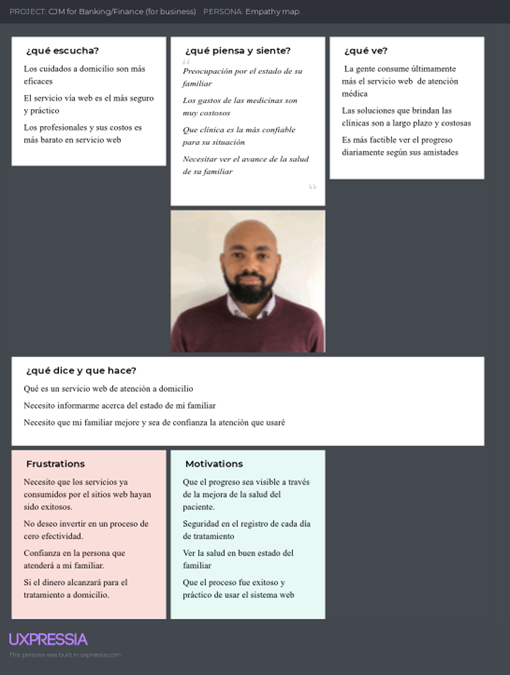 PROJECT: CJM for Banking/Finance (for business) PERSONA: Empathy map
¿qué escucha?
Los cuidados a domicilio son más
eficaces
El servicio vía web es el más seguro
y práctico
Los profesionales y sus costos es
más barato en servicio web
¿qué piensa y siente?
“
Preocupación por el estado de su
familiar
Los gastos de las medicinas son
muy costosos
Que clínica es la más confiable
para su situación
Necesitar ver el avance de la salud
de su familiar
”
¿qué ve?
La gente consume últimamente
más el servicio web de atención
médica
Las soluciones que brindan las
clínicas son a largo plazo y costosas
Es más factible ver el progreso
diariamente según sus amistades
¿qué dice y que hace?
Qué es un servicio web de atención a domicilio
Necesito informarme acerca del estado de mi familiar
Necesito que mi familiar mejore y sea de confianza la atención que usaré
Frustrations
Necesito que los servicios ya
consumidos por el sitios web hayan
sido exitosos.
No deseo invertir en un proceso de
cero efectividad.
Confianza en la persona que
atenderá a mi familiar.
Si el dinero alcanzará para el
tratamiento a domicilio.
Motivations
Que el progreso sea visible a través
de la mejora de la salud del
paciente.
Seguridad en el registro de cada día
de tratamiento
Ver la salud en buen estado del
familiar
Que el proceso fue exitoso y
práctico de usar el sistema web
UXPRESSIA
This persona was built in uxpressia.com